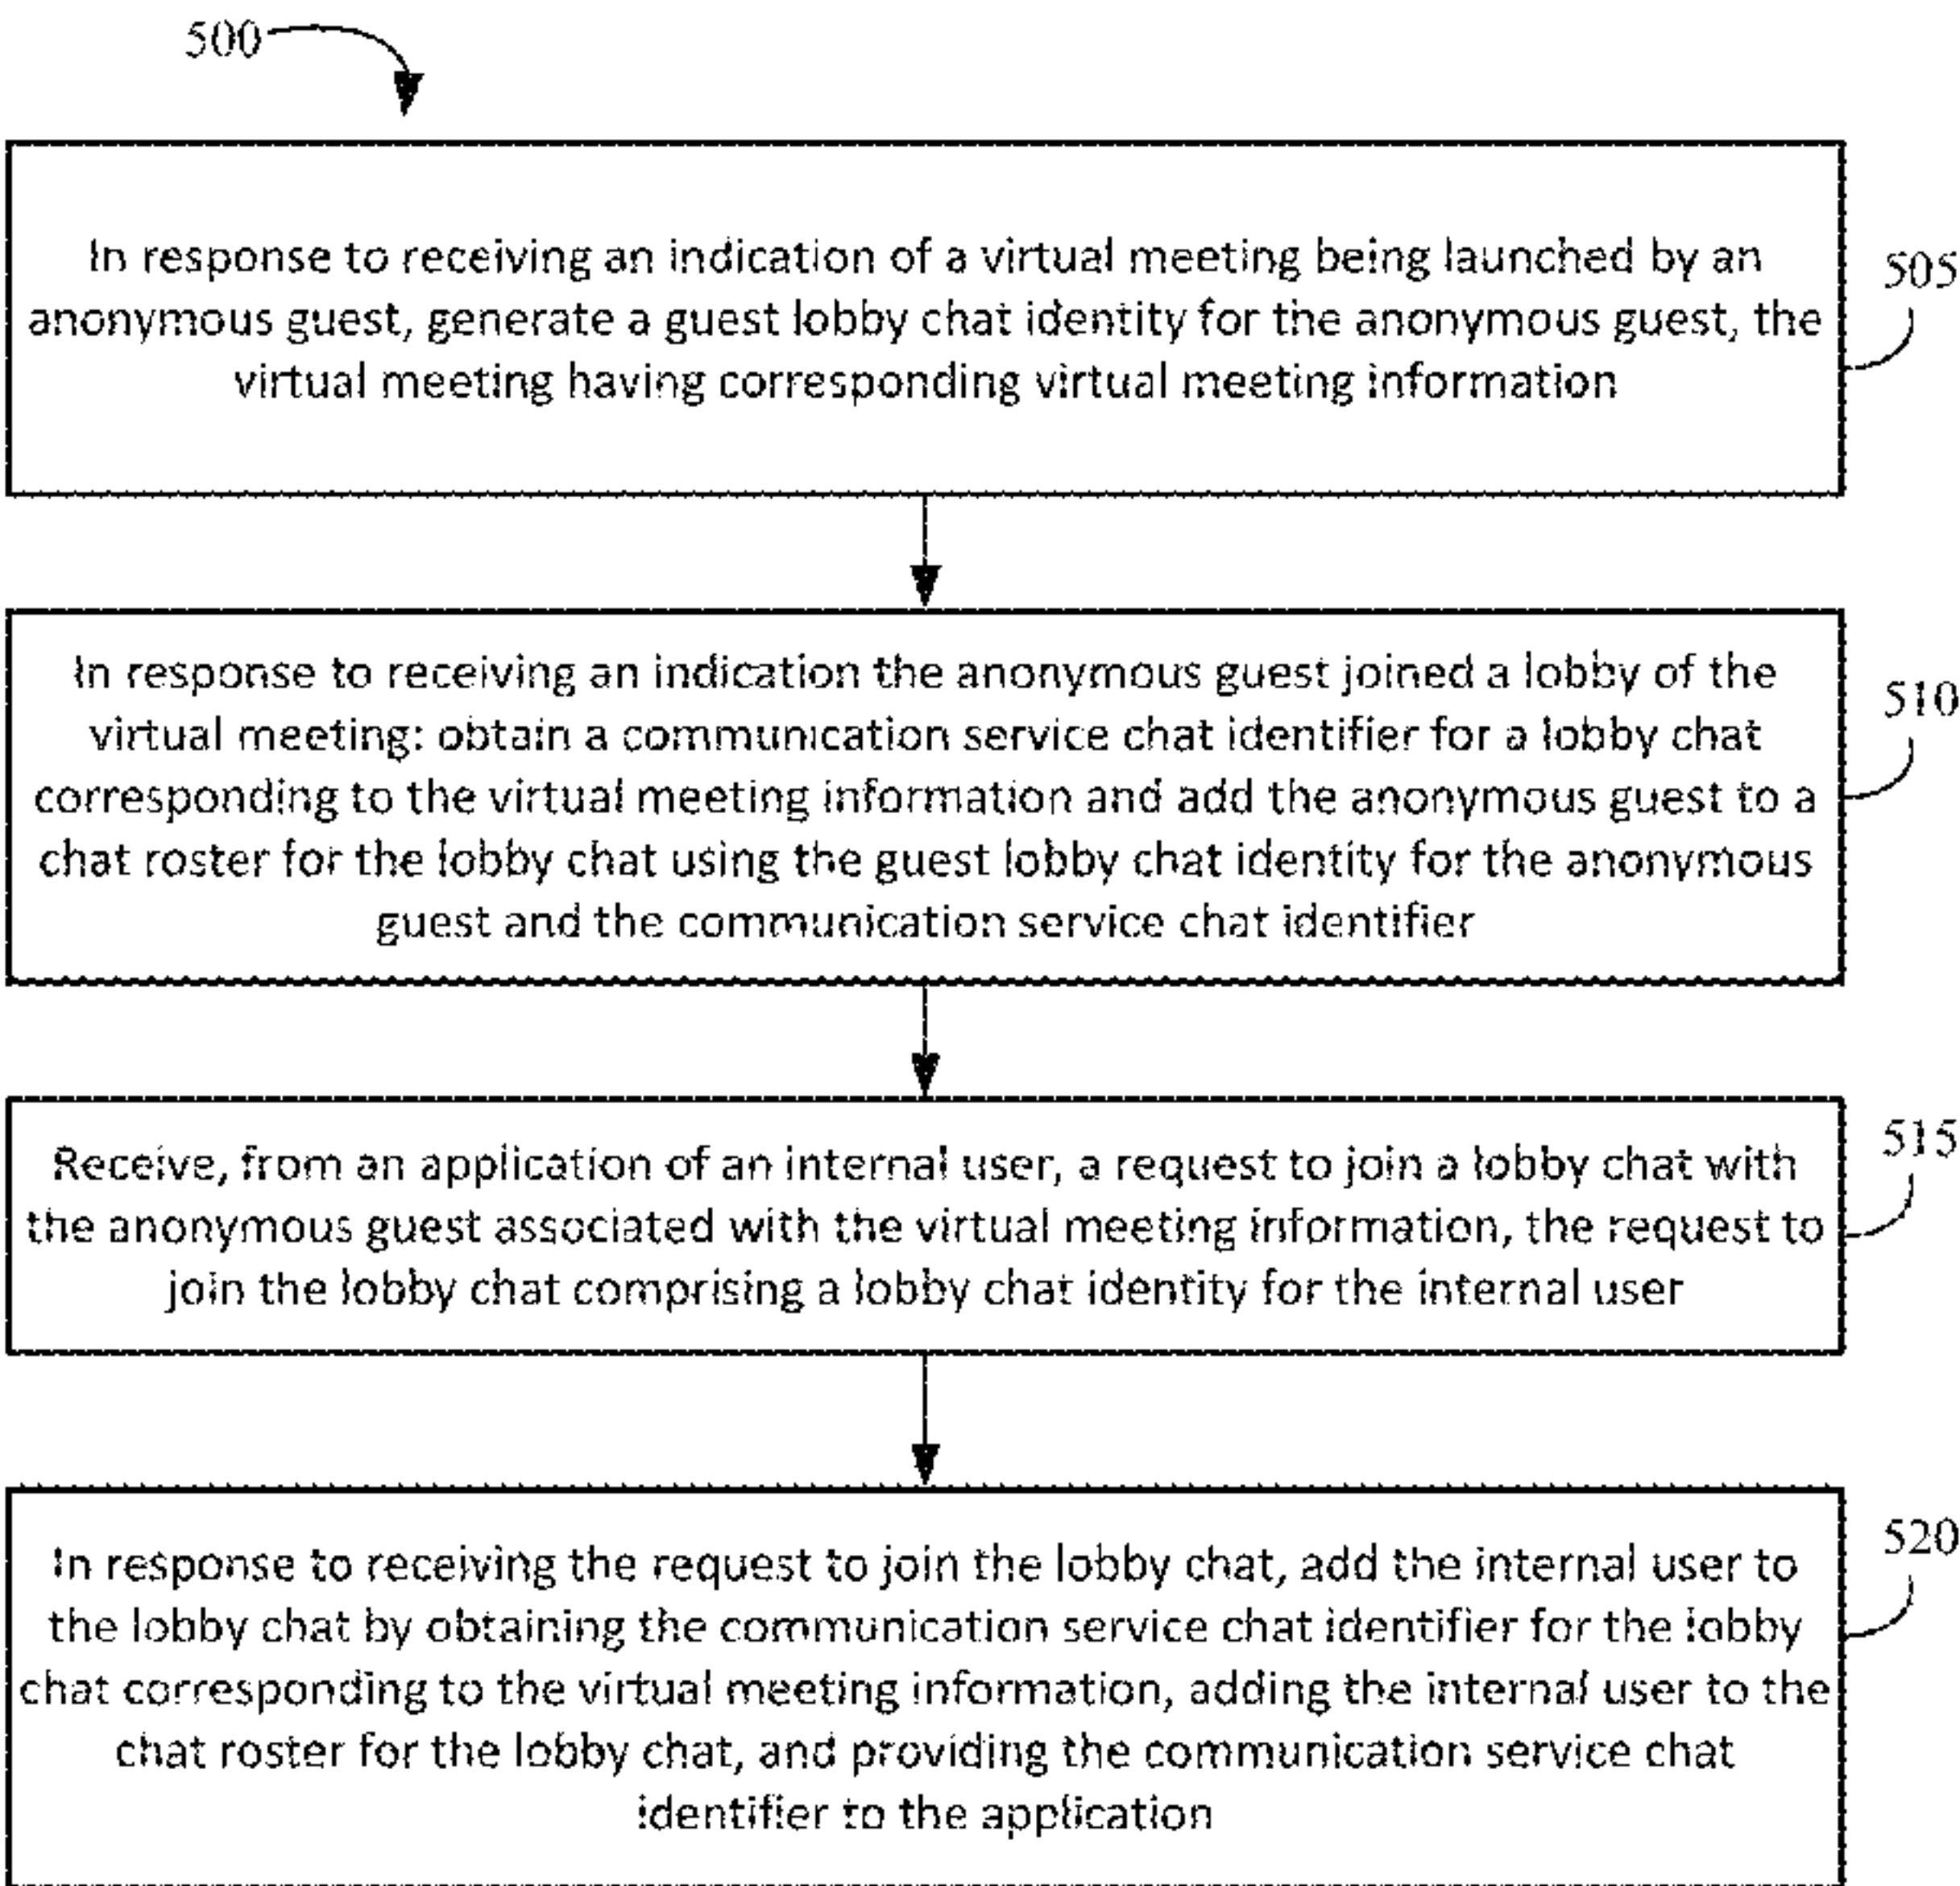 500
In response to receiving an indication of a virtual meeting being launched by an
anonymous guest, generate a guest lobby chat identity for the anonymous guest, the
virtual meeting having corresponding virtual meeting information
505
In response to receiving an indication the anonymous guest joined a lobby of the
virtual meeting: obtain a communication service chat identifier for a lobby chat
corresponding to the virtual meeting information and add the anonymous guest to a
chat roster for the lobby chat using the guest lobby chat identity for the anonymous
guest and the communication service chat identifier
510
Receive, from an application of an internal user, a request to join a lobby chat with
the anonymous guest associated with the virtual meeting information, the request to
join the lobby chat comprising a lobby chat identity for the internal user
515
In response to receiving the request to join the lobby chat, add the internal user to
the lobby chat by obtaining the communication service chat identifier for the lobby
chat corresponding to the virtual meeting information, adding the internal user to the
chat roster for the lobby chat, and providing the communication service chat
identifier to the application
520